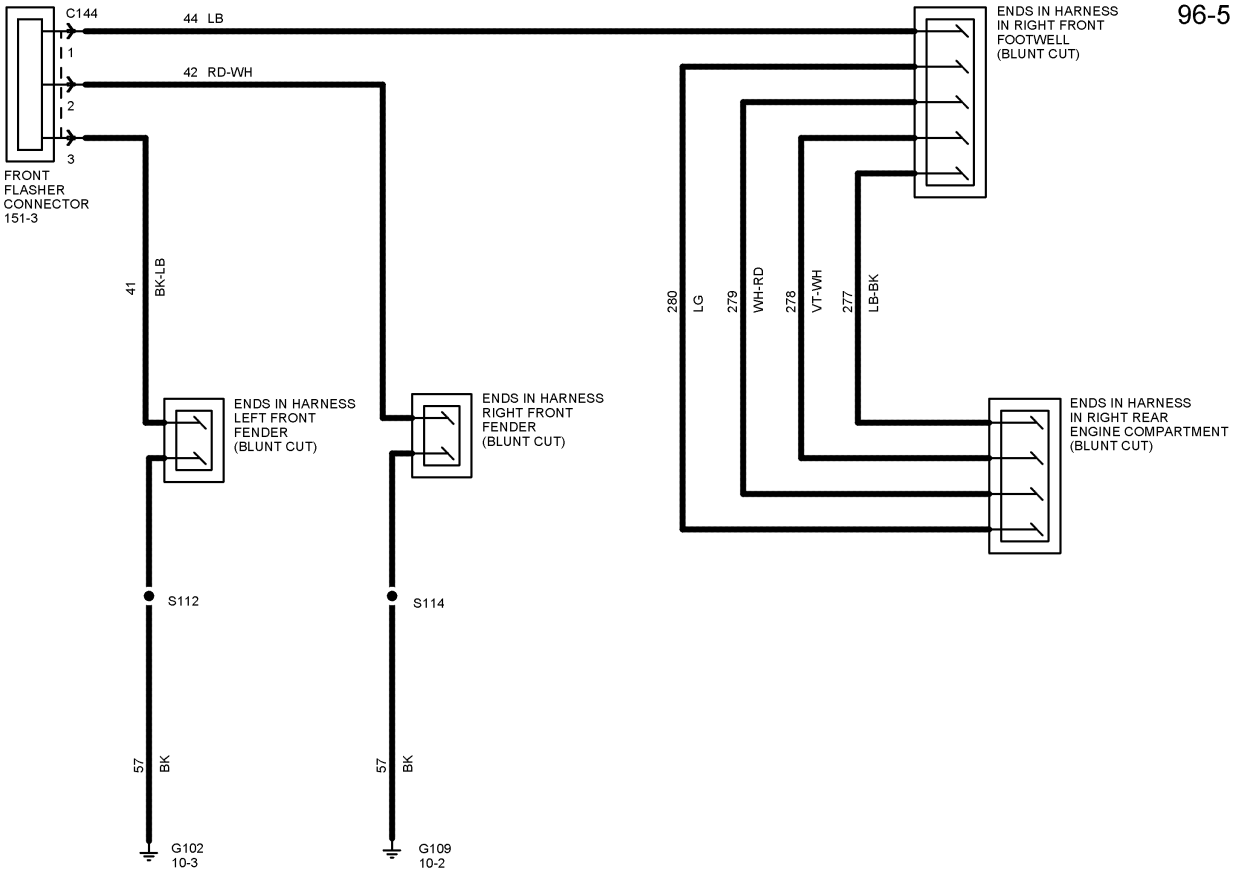 96-5
C144
44 LB
1
42 RD-WH
2
3
FRONT
FLASHER
CONNECTOR
151-3
ENDS IN HARNESS
IN RIGHT FRONT
FOOTWELL
(BLUNT CUT)
41
BK-LB
280
LG
279
WH-RD
278
VT-WH
277
LB-BK
ENDS IN HARNESS
LEFT FRONT
FENDER
(BLUNT CUT)
ENDS IN HARNESS
RIGHT FRONT
FENDER
(BLUNT CUT)
ENDS IN HARNESS
IN RIGHT REAR
ENGINE COMPARTMENT
(BLUNT CUT)
S112
S114
57
BK
57
BK
G102
10-3
G109
10-2